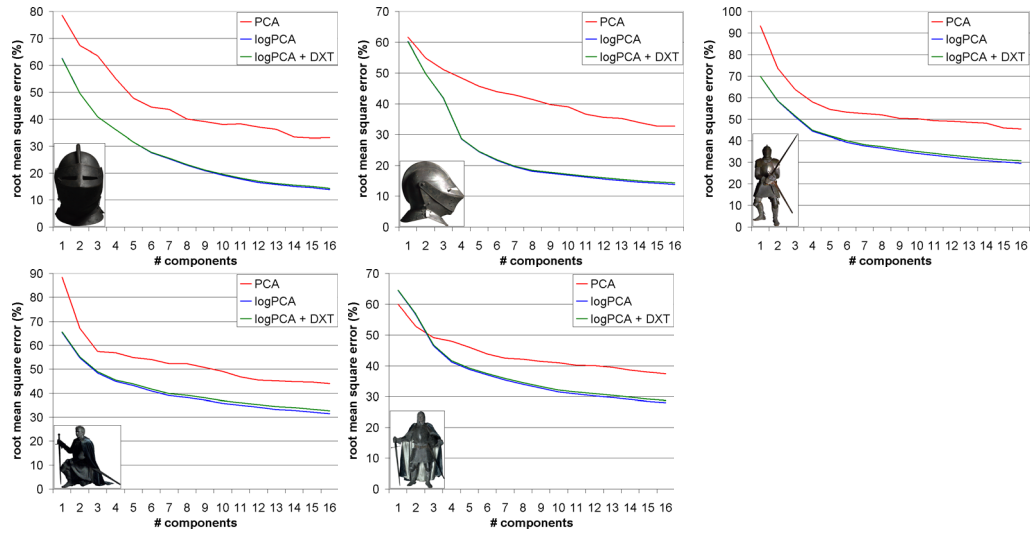 root mean square error (%)
80
70
60
50
40
30
20
10
0
PCA
logPCA
logPCA + DXT
1 2 3 4 5 6 7 8 9 10 11 12 13 14 15 16
# components
root mean square error (%)
70
60
50
40
30
20
10
0
PCA
logPCA
logPCA + DXT
1 2 3 4 5 6 7 8 9 10 11 12 13 14 15 16
# components
root mean square error (%)
100
90
80
70
60
50
40
30
20
10
0
PCA
logPCA
logPCA + DXT
1 2 3 4 5 6 7 8 9 10 11 12 13 14 15 16
# components
root mean square error (%)
90
80
70
60
50
40
30
20
10
0
PCA
logPCA
logPCA + DXT
1 2 3 4 5 6 7 8 9 10 11 12 13 14 15 16
# components
root mean square error (%)
70
60
50
40
30
20
10
0
PCA
logPCA
logPCA + DXT
1 2 3 4 5 6 7 8 9 10 11 12 13 14 15 16
# components